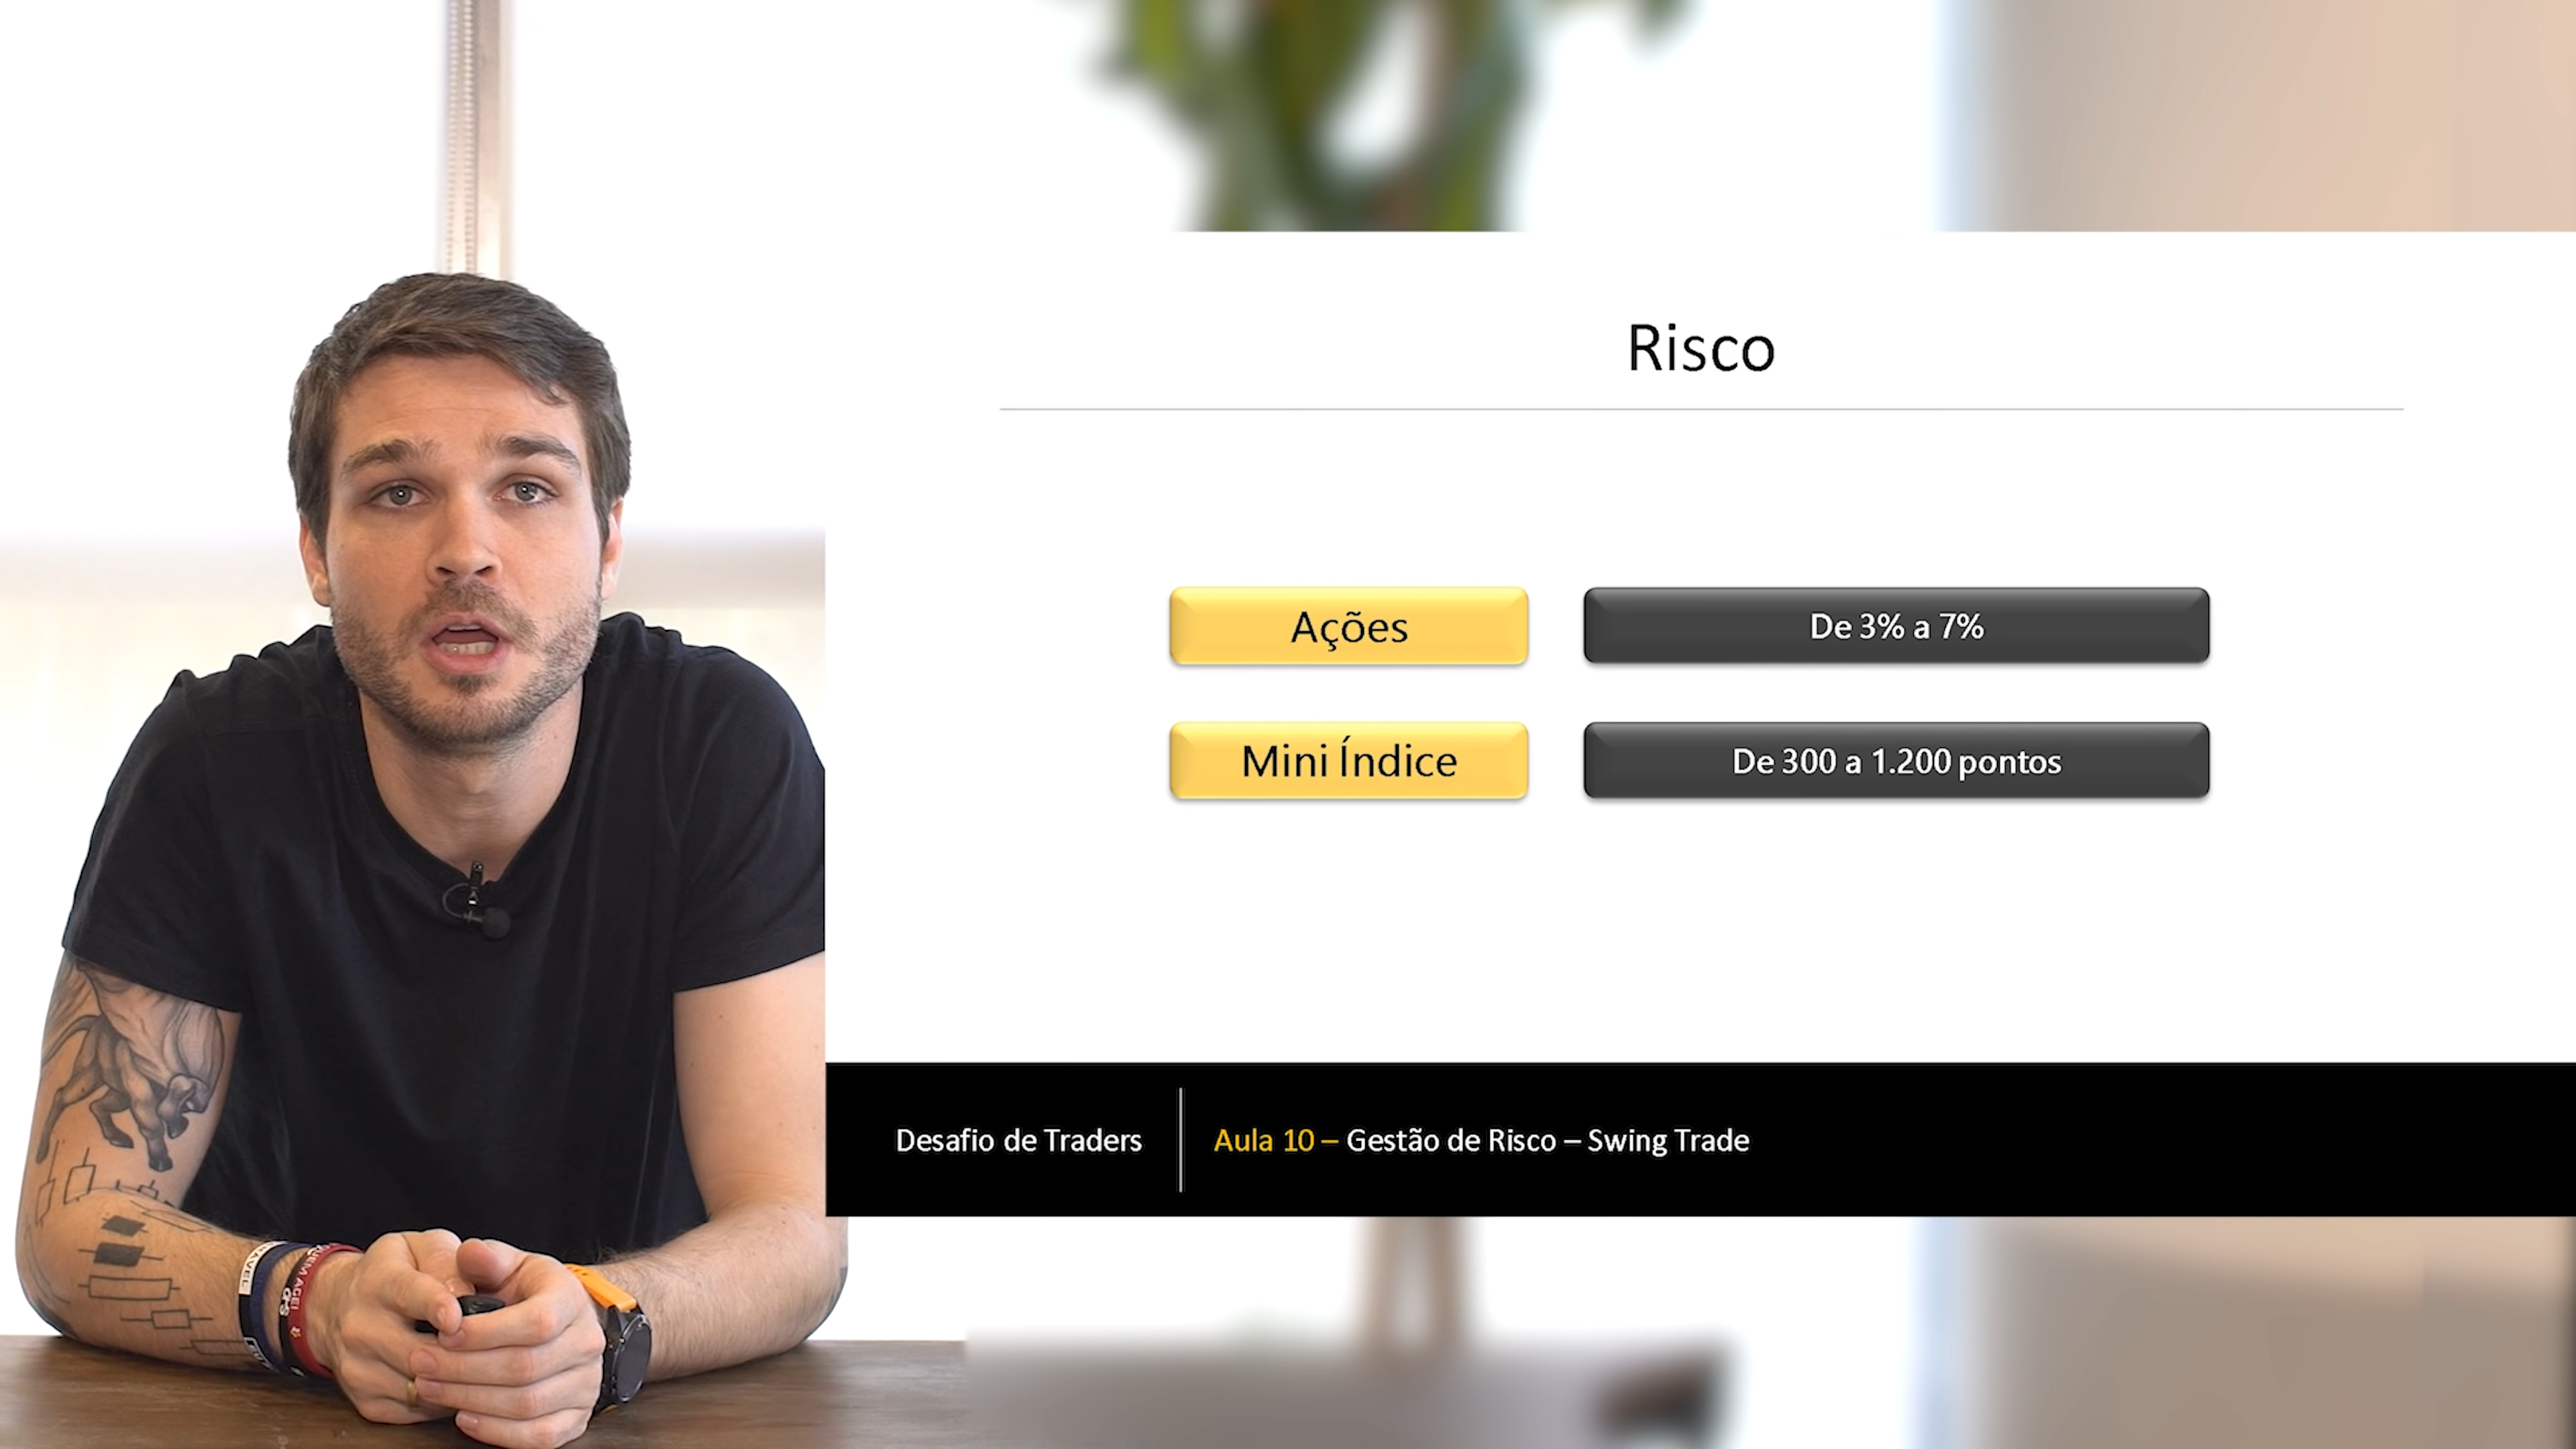 Risco
Ações
De 3% a 7%
Mini Índice
De 300 a 1.200 pontos
Desafio de Traders
Aula 10 – Gestão de Risco – Swing Trade